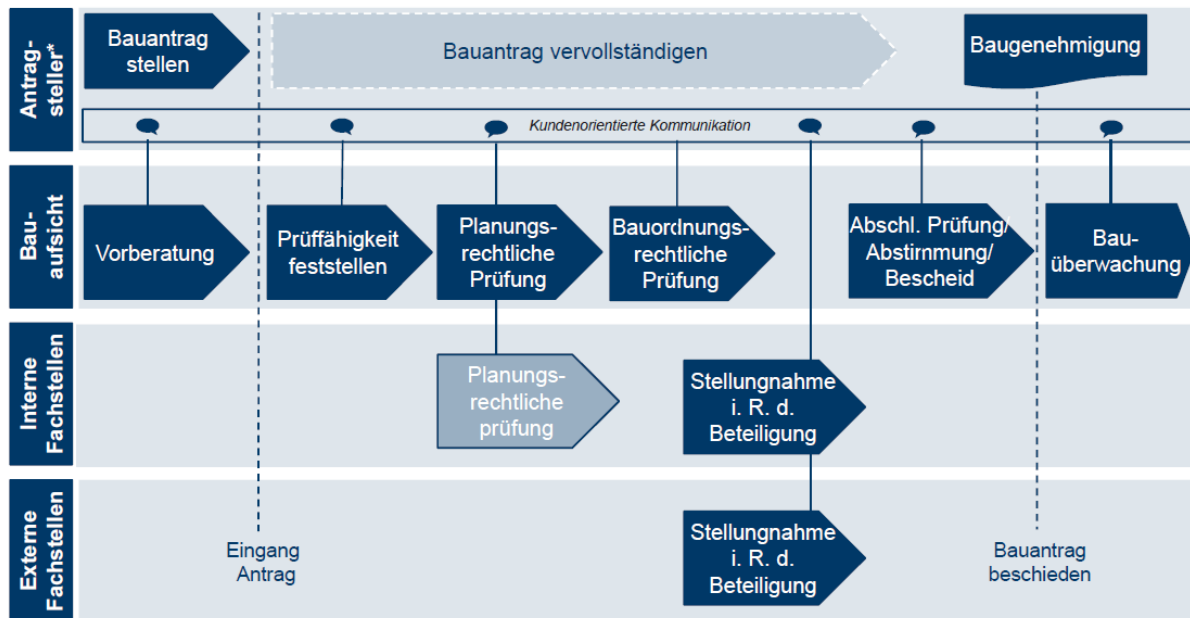 Antrag-
steller*
Bauantrag
stellen
Bauantrag vervollständigen
Baugenehmigung
Kundenorientierte Kommunikation
Bau-
aufsicht
Vorberatung
Prüffähigkeit
feststellen
Planungs-
rechtliche
Prüfung
Bauordnungs-
rechtliche
Prüfung
Abschl. Prüfung/
Abstimmung/
Bescheid
Bau-
überwachung
Interne
Fachstellen
Planungs-
rechtliche
prüfung
Stellungnahme
i. R. d.
Beteiligung
Externe
Fachstellen
Eingang
Antrag
Stellungnahme
i. R. d.
Beteiligung
Bauantrag
beschieden